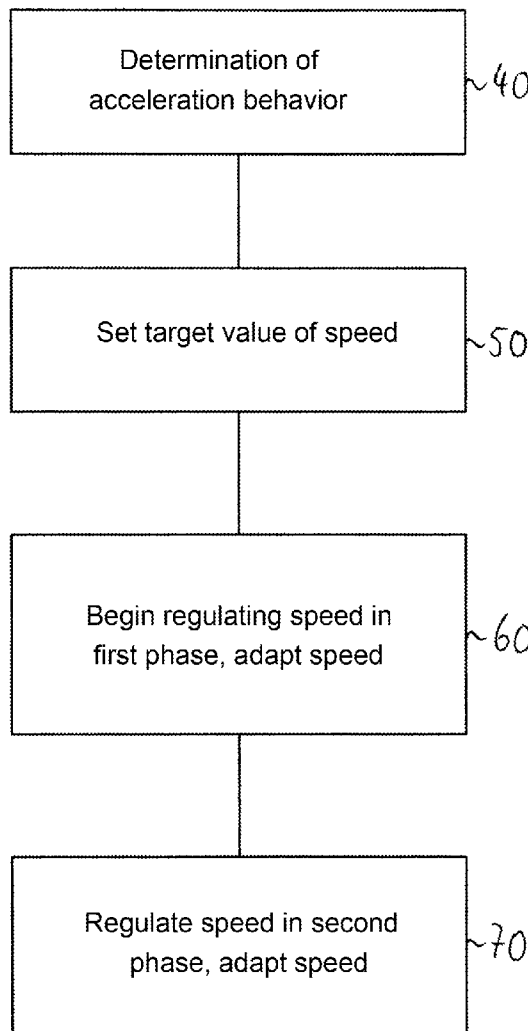 Determination of
acceleration behavior
40
Set target value of speed
50
Begin regulating speed in
first phase, adapt speed
60
Regulate speed in second
phase, adapt speed
70